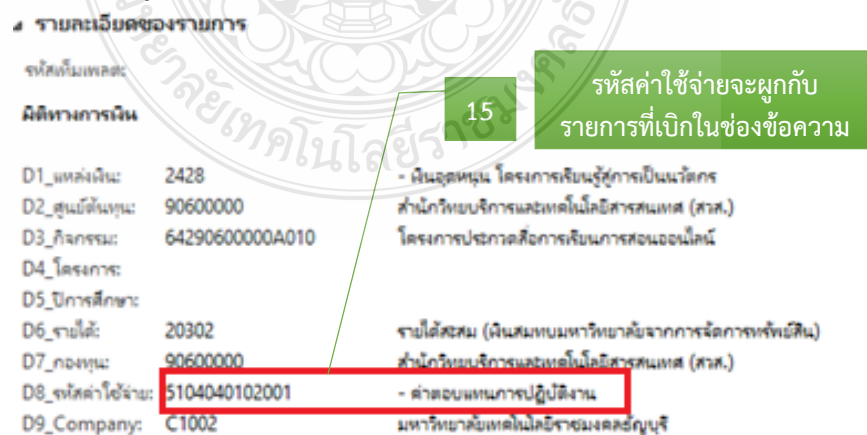 รายละเอียดของรายการ
รหัสเท็มเพลต:
มิติทางการเงิน
15
รหัสค่าใช้จ่ายจะผูกกับ
รายการที่เบิกในช่องข้อความ
D1_แหล่งเงิน: 2428 - เงินอุดหนุน โครงการเรียนรู้สู่การเป็นนวัตกร
D2_ศูนย์ต้นทุน: 90600000 สำนักวิทยบริการและเทคโนโลยีสารสนเทศ (สวส.)
D3_กิจกรรม: 64290600000A010 โครงการประกวดสื่อการเรียนการสอนออนไลน์
D4_โครงการ:
D5_ปีการศึกษา:
D6_รายได้: 20302 รายได้สะสม (เงินสมทบมหาวิทยาลัยจากการจัดการทรัพย์สิน)
D7_กองทุน: 90600000 สำนักวิทยบริการและเทคโนโลยีสารสนเทศ (สวส.)
D8_รหัสค่าใช้จ่าย: 5104040102001 - ค่าตอบแทนการปฏิบัติงาน
D9_Company: C1002 มหาวิทยาลัยเทคโนโลยีราชมงคลธัญบุรี